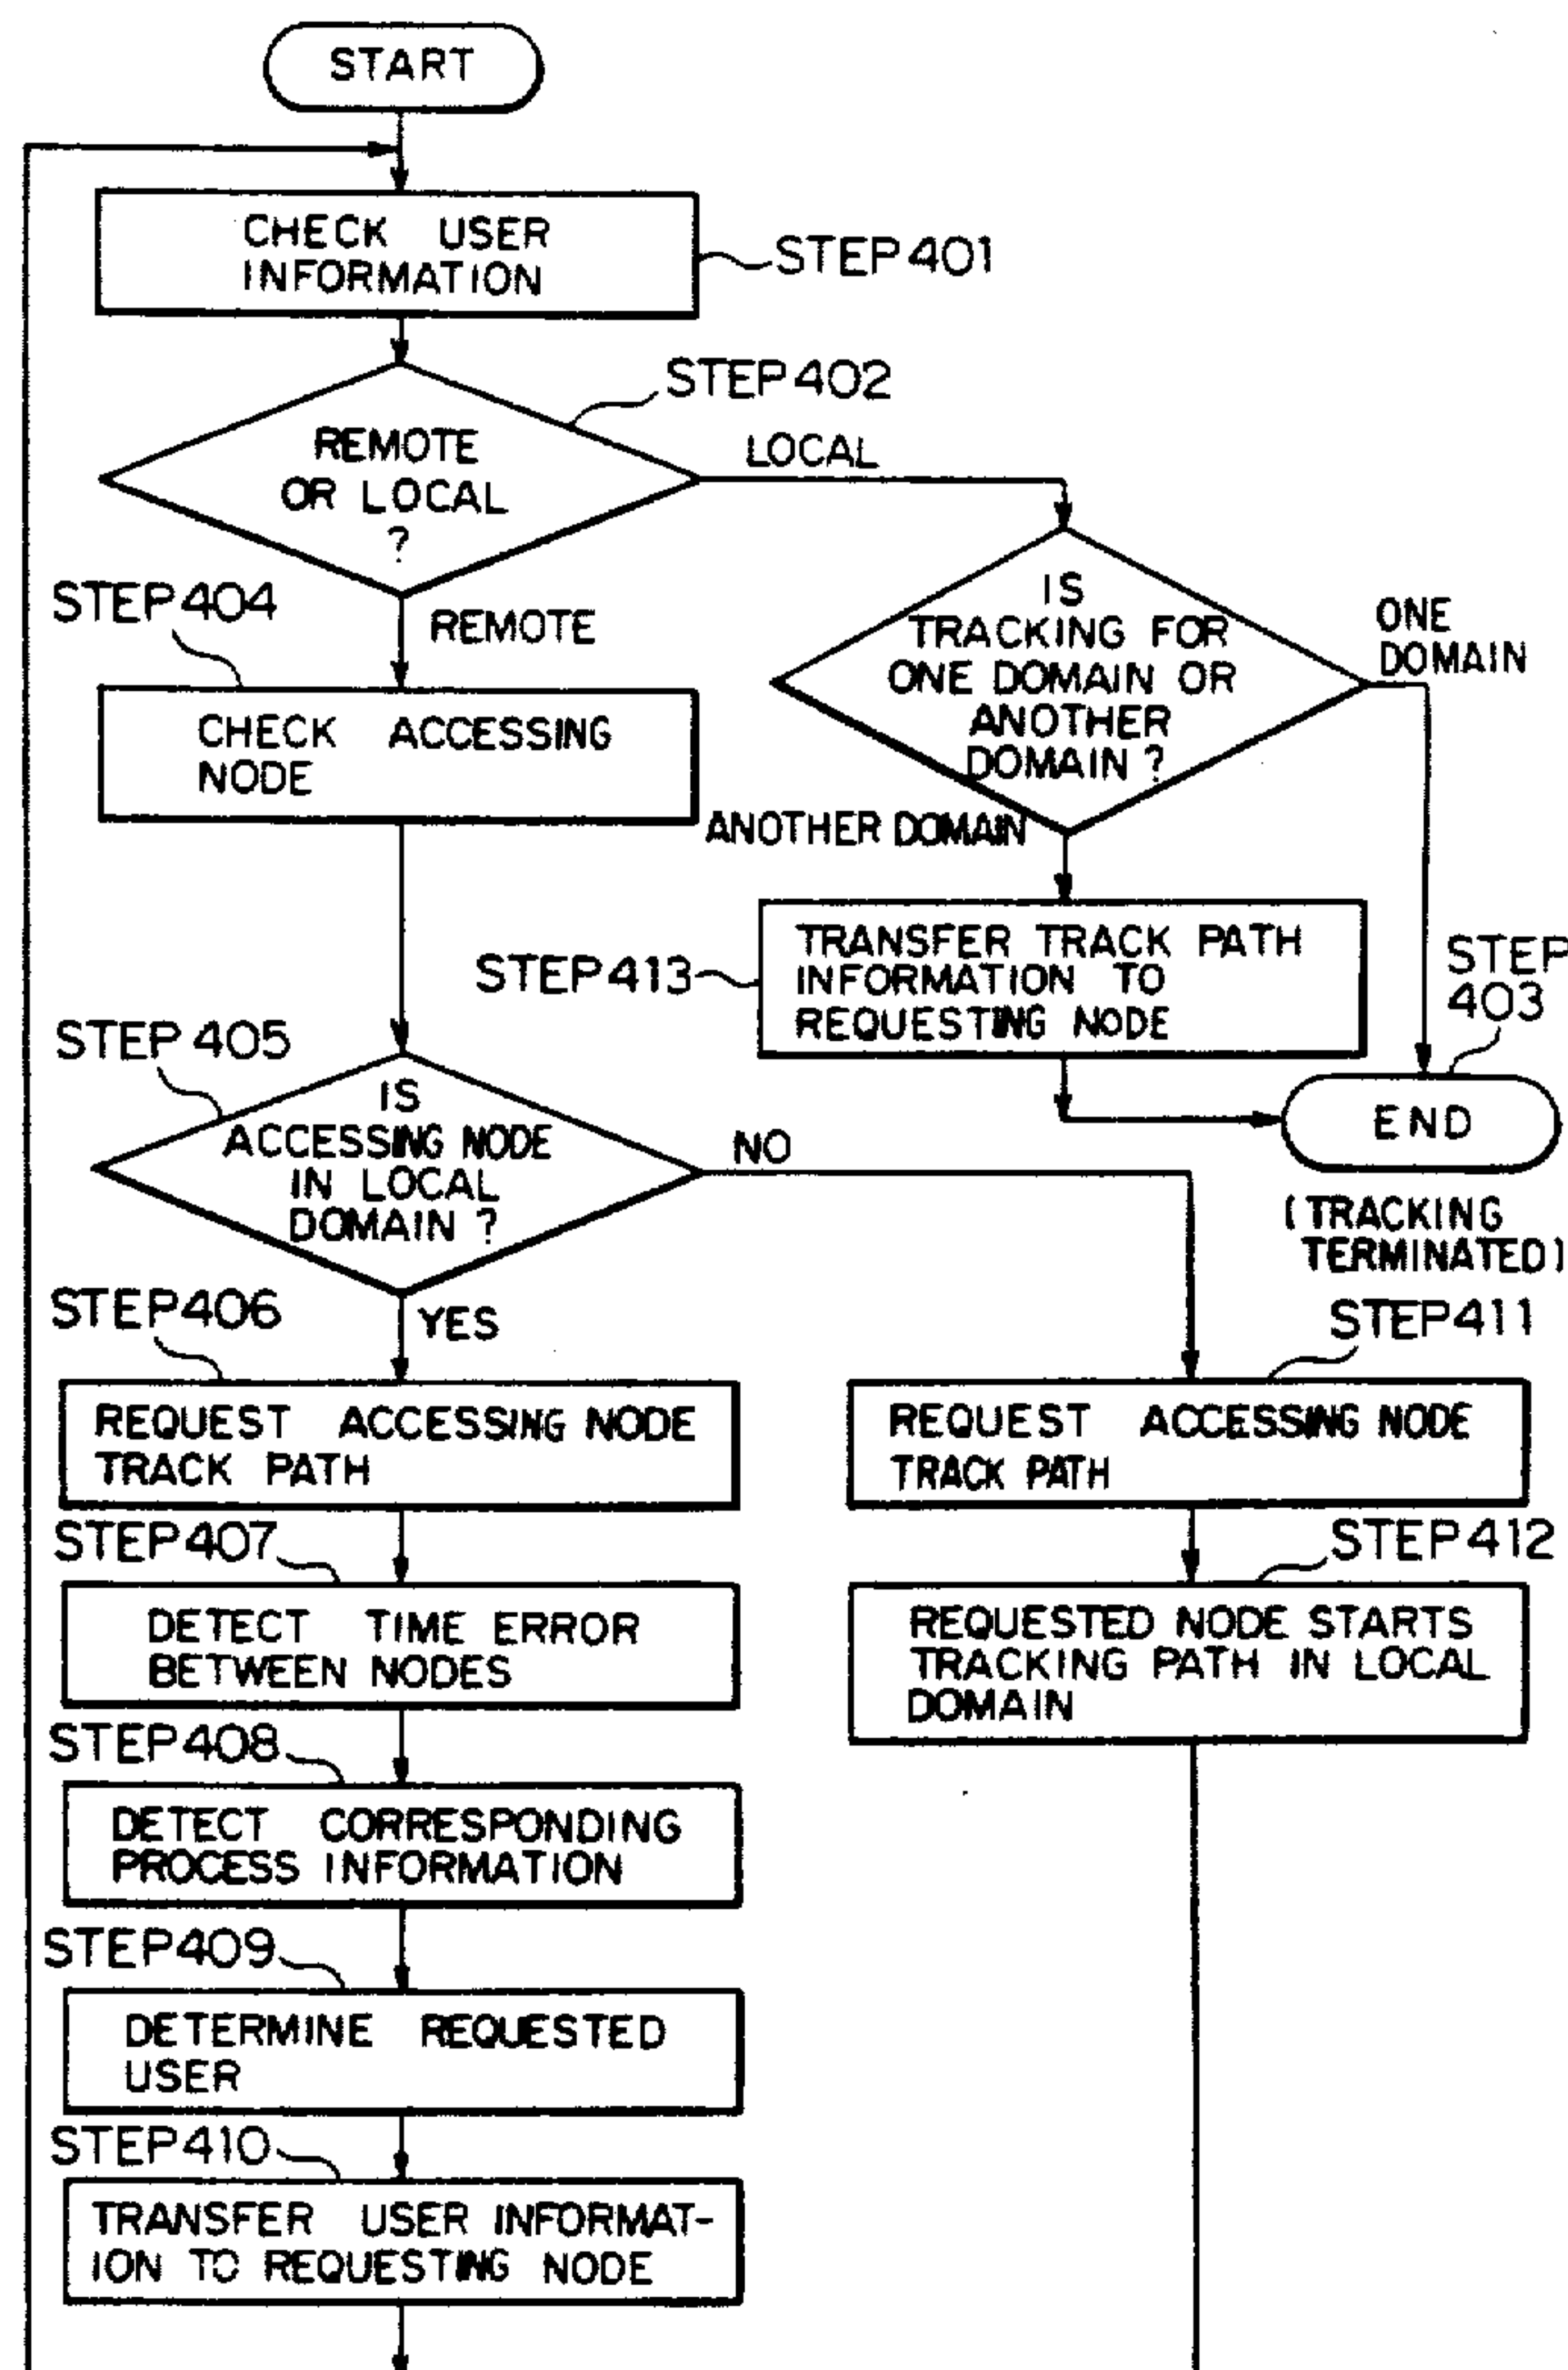 START
CHECK USER
INFORMATION
STEP401
STEP402
REMOTE
OR LOCAL
?
LOCAL
STEP404
REMOTE
IS
TRACKING FOR
ONE DOMAIN OR
ANOTHER
DOMAIN ?
ONE
DOMAIN
CHECK ACCESSING
NODE
ANOTHER DOMAIN
STEP413
TRANSFER TRACK PATH
INFORMATION TO
REQUESTING NODE
STEP
403
STEP405
IS
ACCESSING NODE
IN LOCAL
DOMAIN ?
NO
END
(TRACKING
TERMINATED)
STEP406
YES
STEP411
REQUEST ACCESSING NODE
TRACK PATH
REQUEST ACCESSING NODE
TRACK PATH
STEP407
STEP412
DETECT TIME ERROR
BETWEEN NODES
REQUESTED NODE STARTS
TRACKING PATH IN LOCAL
DOMAIN
STEP408
DETECT CORRESPONDING
PROCESS INFORMATION
STEP409
DETERMINE REQUESTED
USER
STEP410
TRANSFER USER INFORMAT-
ION TO REQUESTING NODE